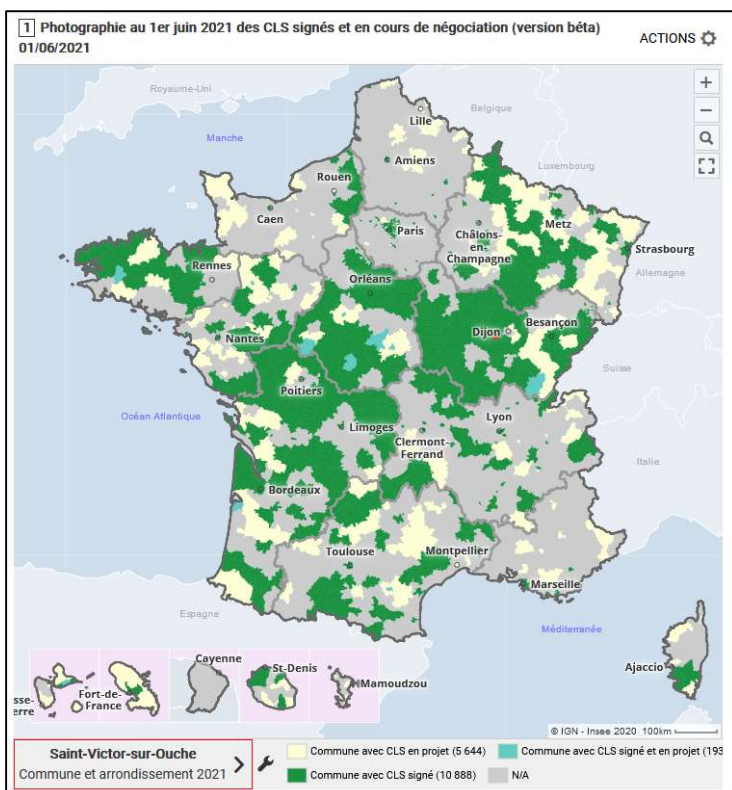 1 Photographie au 1er juin 2021 des CLS signés et en cours de négociation (version béta)
01/06/2021
ACTIONS
Royaume-Uni
Belgique
Lille
Manche
Luxembourg
Amiens
Rouen
Caen
Metz
Paris
Châlons-
en-
Champagne
Strasbourg
Rennes
Allemagne
Orléans
Besançon
Dijon
Nantes
Suisse
Poitiers
Océan Atlantique
Lyon
Limoges
Clermont-
Ferrand
Italie
Bordeaux
Toulouse
Montpellier
Marseille
Espagne
Méditerranée
Cayenne
St-Denis
Ajaccio
Mamoudzou
sse-
erre
Fort-de-
France
© IGN - Insee 2020 100km
Saint-Victor-sur-Ouche
Commune et arrondissement 2021
Commune avec CLS en projet (5 644)
Commune avec CLS signé et en projet (193
Commune avec CLS signé (10 888)
N/A